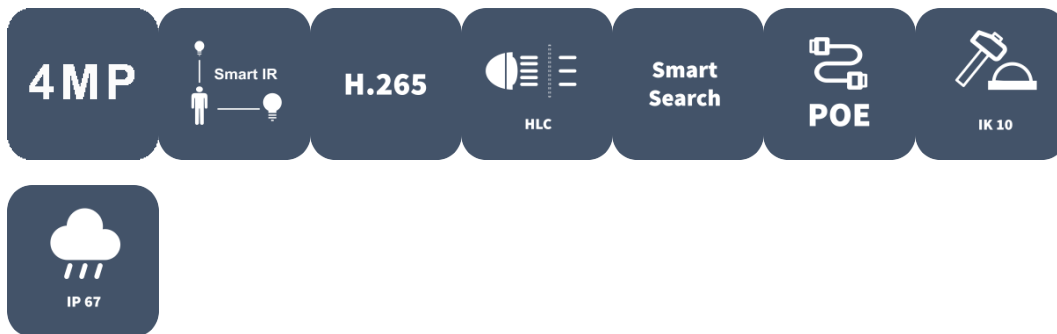 4MP
Smart IR
H.265
HLC
Smart
Search
POE
IK 10
IP 67